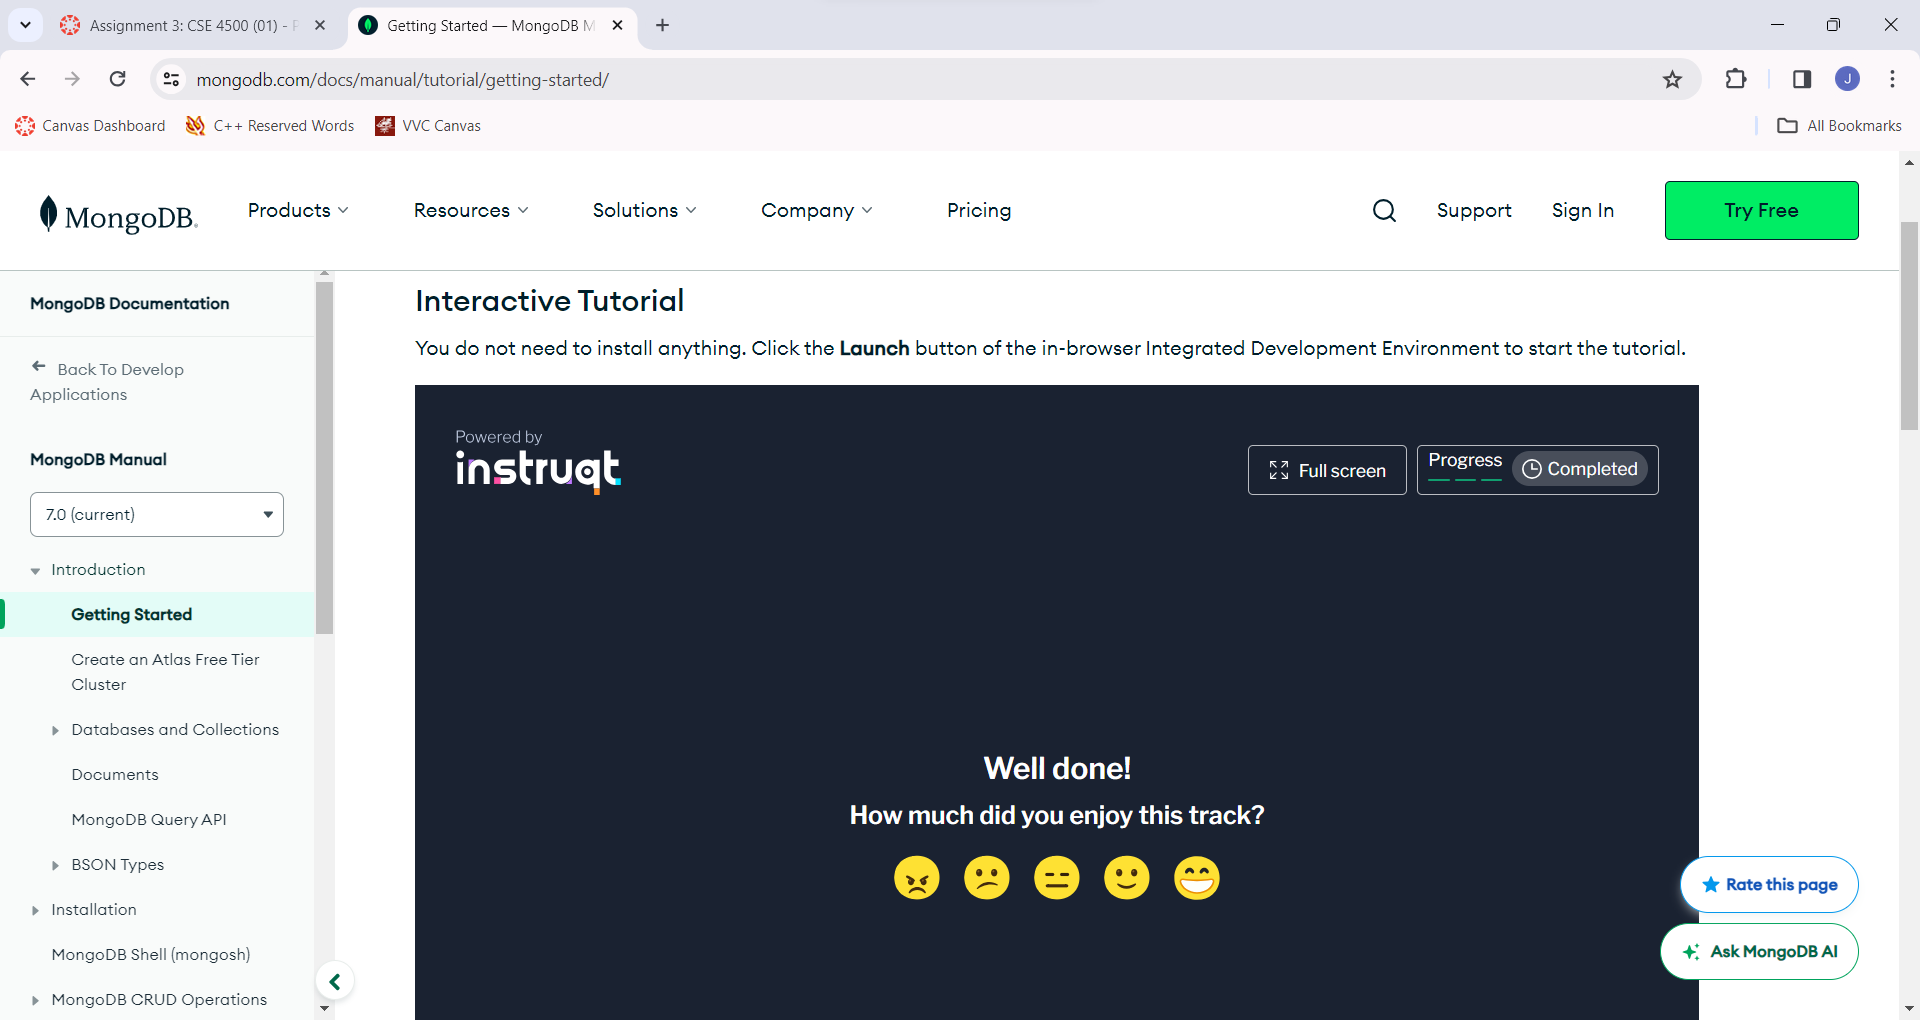 Assignment 3: CSE 4500 (01) - P
Getting Started — MongoDB M
mongodb.com/docs/manual/tutorial/getting-started/
J
Canvas Dashboard
C++ Reserved Words
VVC Canvas
All Bookmarks
MongoDB.
Products
Resources
Solutions
Company
Pricing
Support
Sign In
Try Free
MongoDB Documentation
Back To Develop
Applications
MongoDB Manual
7.0 (current)
Introduction
Getting Started
Create an Atlas Free Tier
Cluster
Databases and Collections
Documents
MongoDB Query API
BSON Types
Installation
MongoDB Shell (mongosh)
MongoDB CRUD Operations
Interactive Tutorial
You do not need to install anything. Click the Launch button of the in-browser Integrated Development Environment to start the tutorial.
Powered by
instruqt
Full screen
Progress
Completed
Well done!
How much did you enjoy this track?
Rate this page
Ask MongoDB AI